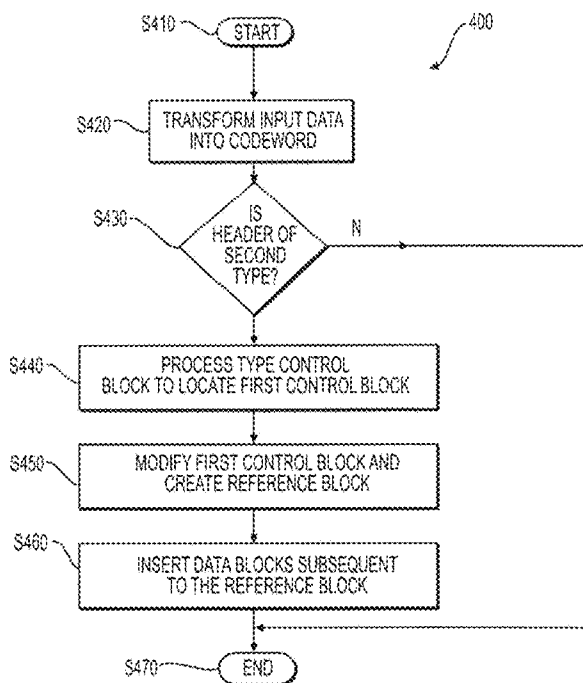 S410
START
400
S420
TRANSFORM INPUT DATA
INTO CODEWORD
S430
IS
HEADER OF
SECOND
TYPE?
N
S440
PROCESS TYPE CONTROL
BLOCK TO LOCATE FIRST CONTROL BLOCK
S450
MODIFY FIRST CONTROL BLOCK AND
CREATE REFERENCE BLOCK
S460
INSERT DATA BLOCKS SUBSEQUENT
TO THE REFERENCE BLOCK
S470
END